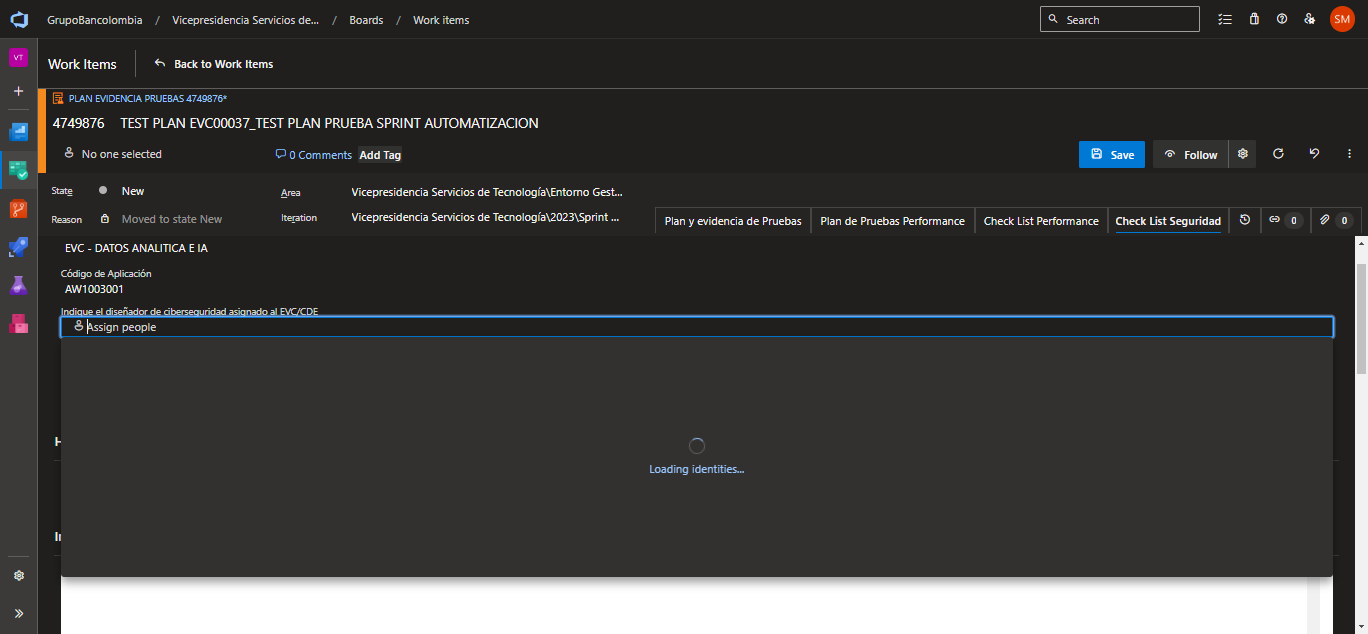 GrupoBancolombia / Vicepresidencia Servicios de... / Boards / Work items
Search
SM
VT
Work Items
Back to Work Items
PLAN EVIDENCIA PRUEBAS 4749876*
4749876 TEST PLAN EVC00037_TEST PLAN PRUEBA SPRINT AUTOMATIZACION
No one selected
0 Comments
Add Tag
Save
Follow
State
New
Area
Vicepresidencia Servicios de Tecnología\Entorno Gest...
Reason
Moved to state New
Iteration
Vicepresidencia Servicios de Tecnología\2023\Sprint ...
Plan y evidencia de Pruebas
Plan de Pruebas Performance
Check List Performance
Check List Seguridad
0
0
EVC - DATOS ANALITICA E IA
Código de Aplicación
AW1003001
Indique el diseñador de ciberseguridad asignado al EVC/CDE
Assign people
Loading identities...